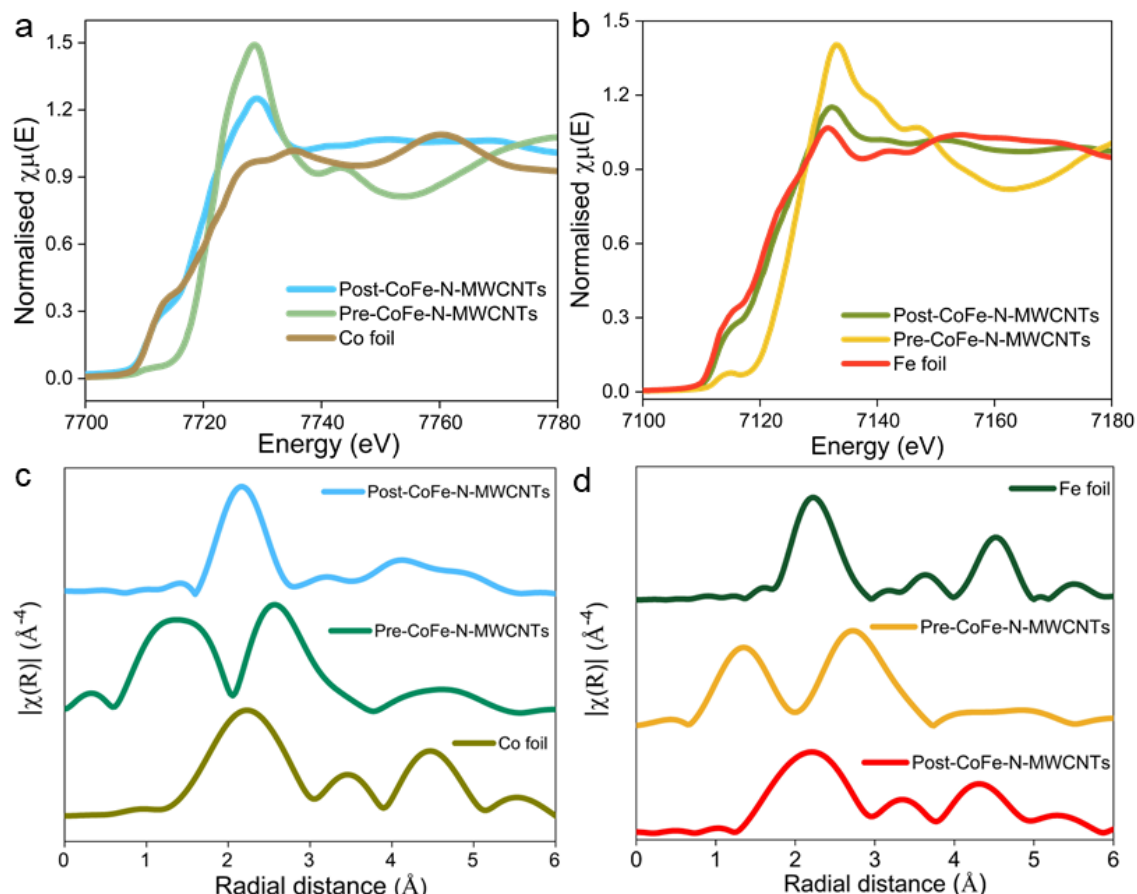 a
1.5
1.2
0.9
0.6
0.3
0.0
Normalised χμ(E)
Post-CoFe-N-MWCNTs
Pre-CoFe-N-MWCNTs
Co foil
7700 7720 7740 7760 7780
Energy (eV)
b
1.5
1.2
0.9
0.6
0.3
0.0
Normalised χμ(E)
Post-CoFe-N-MWCNTs
Pre-CoFe-N-MWCNTs
Fe foil
7100 7120 7140 7160 7180
Energy (eV)
c
|χ(R)| (Å⁻⁴)
Post-CoFe-N-MWCNTs
Pre-CoFe-N-MWCNTs
Co foil
0 1 2 3 4 5 6
Radial distance (Å)
d
|χ(R)| (Å⁻⁴)
Fe foil
Pre-CoFe-N-MWCNTs
Post-CoFe-N-MWCNTs
0 1 2 3 4 5 6
Radial distance (Å)